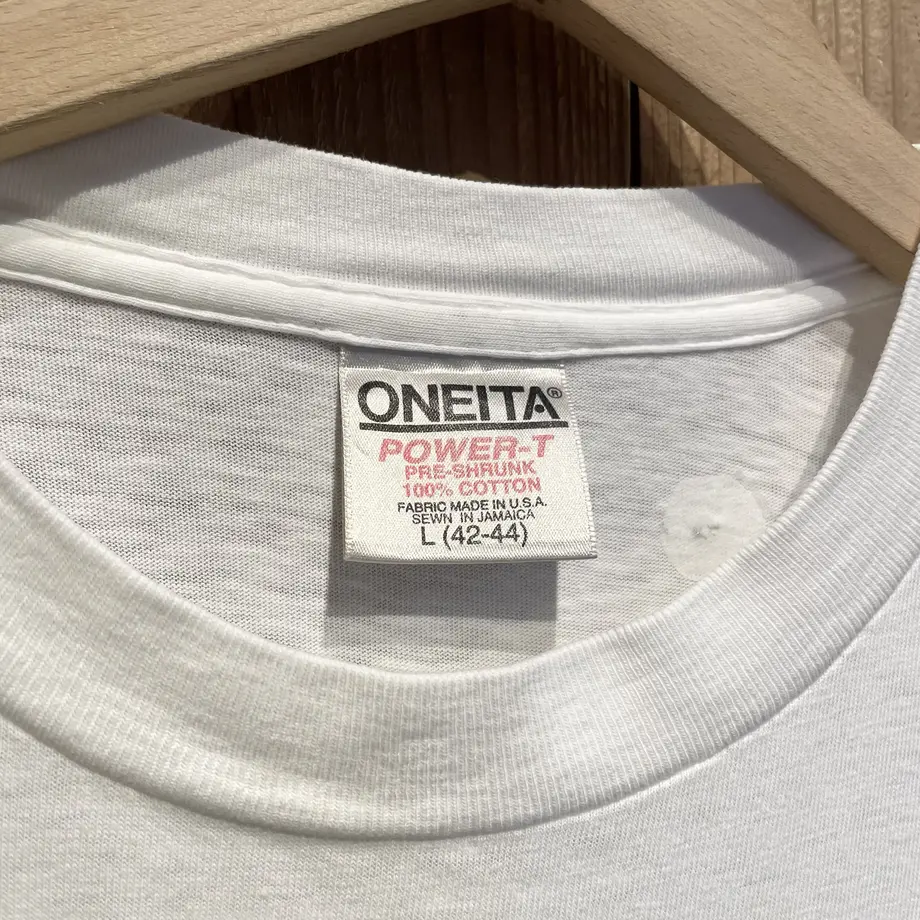 ONEITA®
POWER-T
PRE-SHRUNK
100% COTTON
FABRIC MADE IN U.S.A.
SEWN IN JAMAICA
L (42-44)